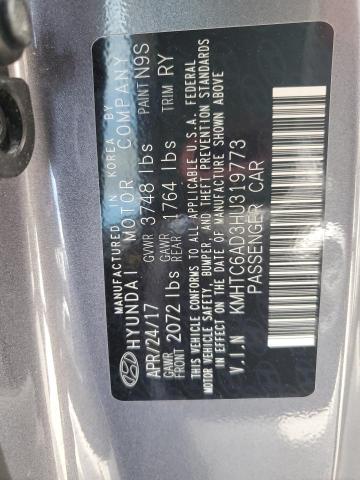 MANUFACTURED IN KOREA BY
HYUNDAI MOTOR COMPANY
APR/24/17 GVWR 3748 lbs PAINT N9S
GAWR FRONT 2072 lbs GAWR REAR 1764 lbs TRIM RY
THIS VEHICLE CONFORMS TO ALL APPLICABLE U.S.A. FEDERAL
MOTOR VEHICLE SAFETY, BUMPER, AND THEFT PREVENTION STANDARDS
IN EFFECT ON THE DATE OF MANUFACTURE SHOWN ABOVE
V.I.N KMHTC6AD3HU319773
PASSENGER CAR